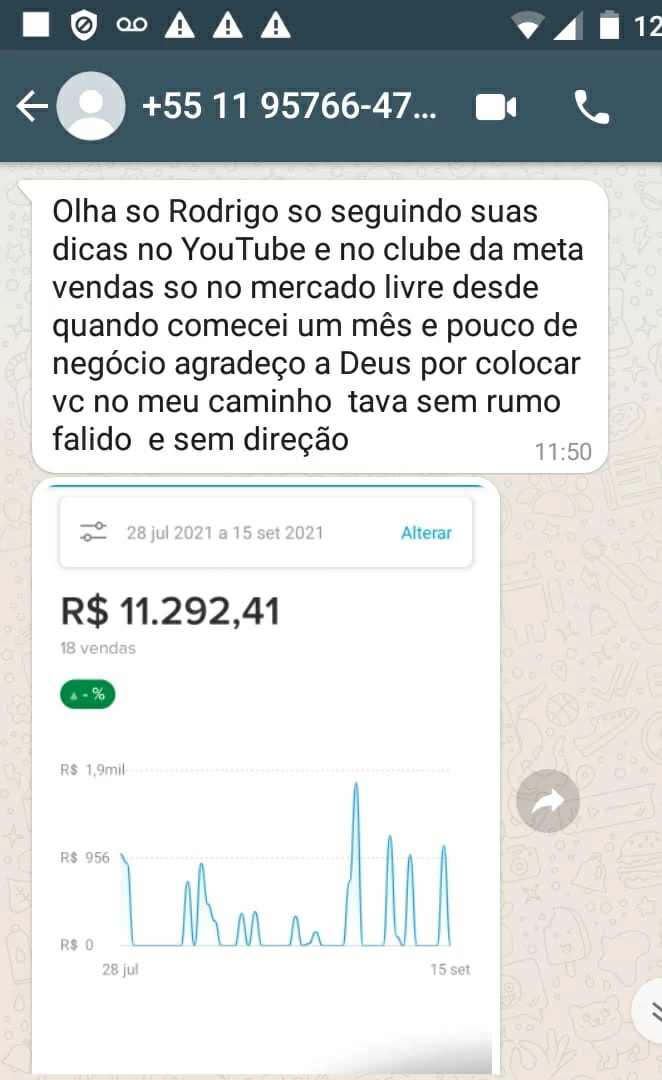 12
+55 11 95766-47...
Olha so Rodrigo so seguindo suas
dicas no YouTube e no clube da meta
vendas so no mercado livre desde
quando comecei um mês e pouco de
negócio agradeço a Deus por colocar
vc no meu caminho tava sem rumo
falido e sem direção
11:50
28 jul 2021 a 15 set 2021 Alterar
R$ 11.292,41
18 vendas
- %
R$ 1,9mil
R$ 956
R$ 0
28 jul 15 set